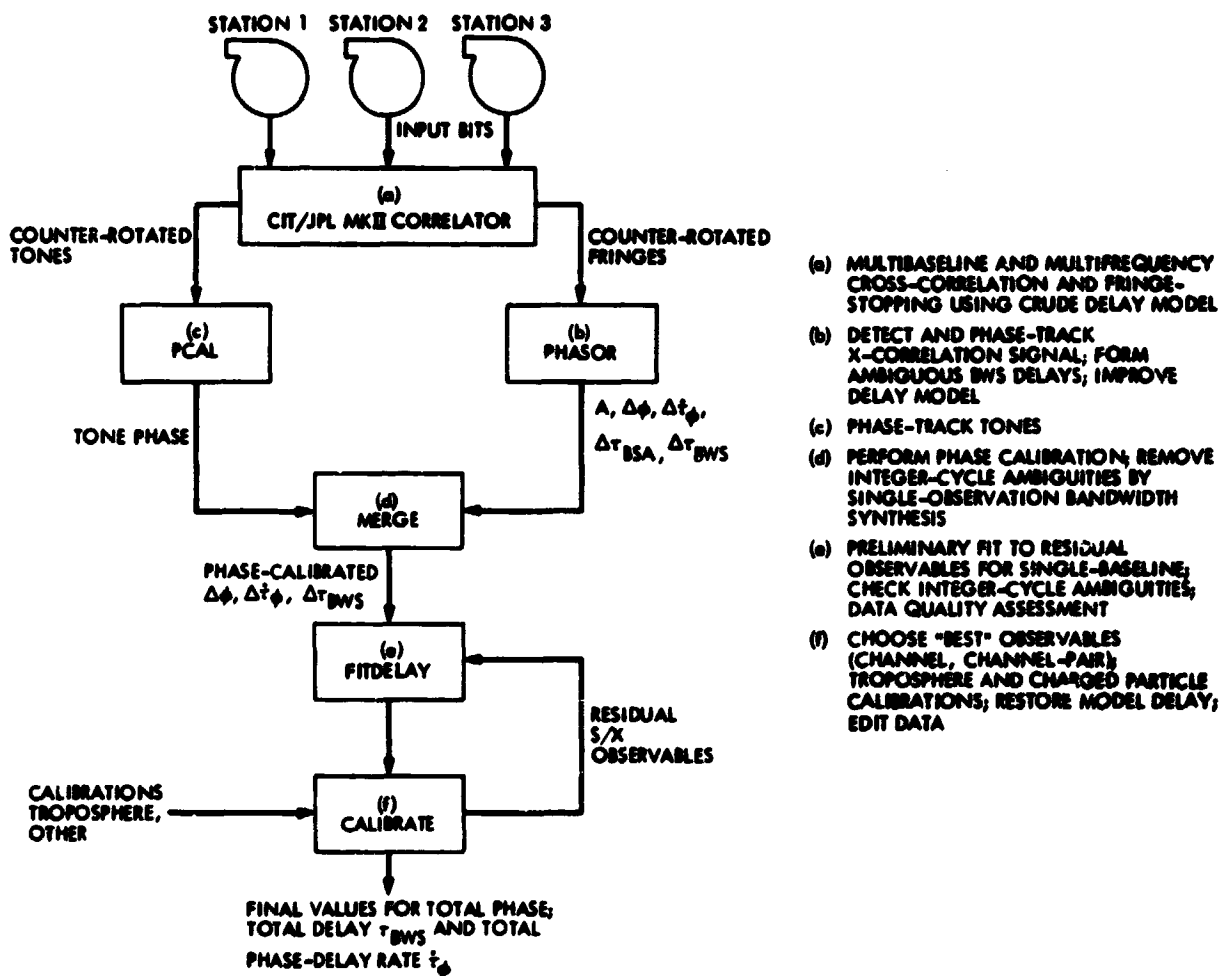 STATION 1 STATION 2 STATION 3
INPUT BITS
(a)
CIT/JPL MKII CORRELATOR
COUNTER-ROTATED
TONES
COUNTER-ROTATED
FRINGES
(c)
PCAL
(b)
PHASOR
TONE PHASE
A, Δϕ, Δτ̇ϕ,
ΔτBSA, ΔτBWS
(d)
MERGE
PHASE-CALIBRATED
Δϕ, Δτ̇ϕ, ΔτBWS
(e)
FITDELAY
RESIDUAL
S/X
OBSERVABLES
CALIBRATIONS
TROPOSPHERE,
OTHER
(f)
CALIBRATE
FINAL VALUES FOR TOTAL PHASE;
TOTAL DELAY τBWS AND TOTAL
PHASE-DELAY RATE τ̇ϕ
(a) MULTIBASELINE AND MULTIFREQUENCY
CROSS-CORRELATION AND FRINGE-
STOPPING USING CRUDE DELAY MODEL
(b) DETECT AND PHASE-TRACK
X-CORRELATION SIGNAL; FORM
AMBIGUOUS BWS DELAYS; IMPROVE
DELAY MODEL
(c) PHASE-TRACK TONES
(d) PERFORM PHASE CALIBRATION; REMOVE
INTEGER-CYCLE AMBIGUITIES BY
SINGLE-OBSERVATION BANDWIDTH
SYNTHESIS
(e) PRELIMINARY FIT TO RESIDUAL
OBSERVABLES FOR SINGLE-BASELINE;
CHECK INTEGER-CYCLE AMBIGUITIES;
DATA QUALITY ASSESSMENT
(f) CHOOSE "BEST" OBSERVABLES
(CHANNEL, CHANNEL-PAIR);
TROPOSPHERE AND CHARGED PARTICLE
CALIBRATIONS; RESTORE MODEL DELAY;
EDIT DATA